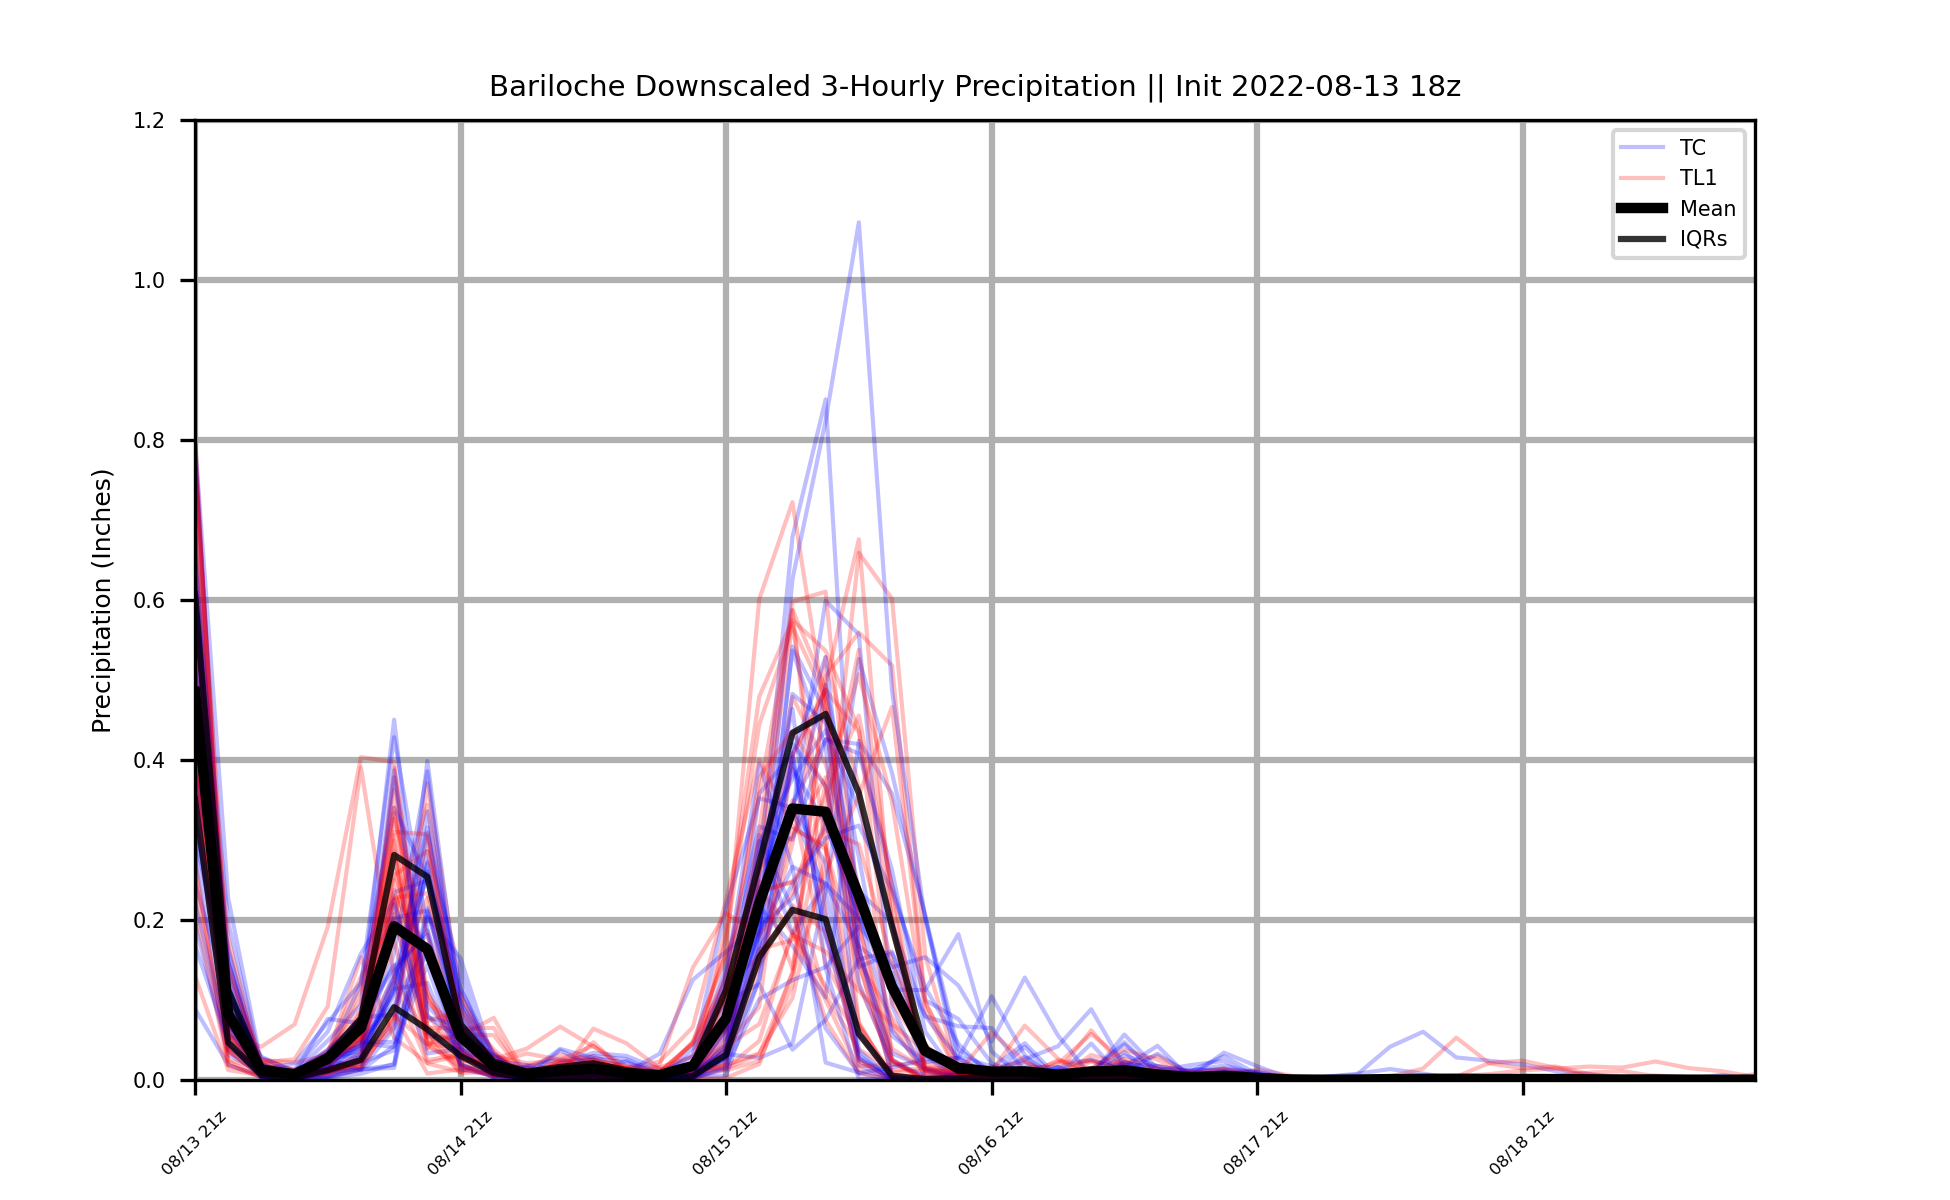 Bariloche Downscaled 3-Hourly Precipitation || Init 2022-08-13 18z
1.2
1.0
0.8
0.6
0.4
0.2
0.0
Precipitation (Inches)
TC
TL1
Mean
IQRs
08/13 21z
08/14 21z
08/15 21z
08/16 21z
08/17 21z
08/18 21z